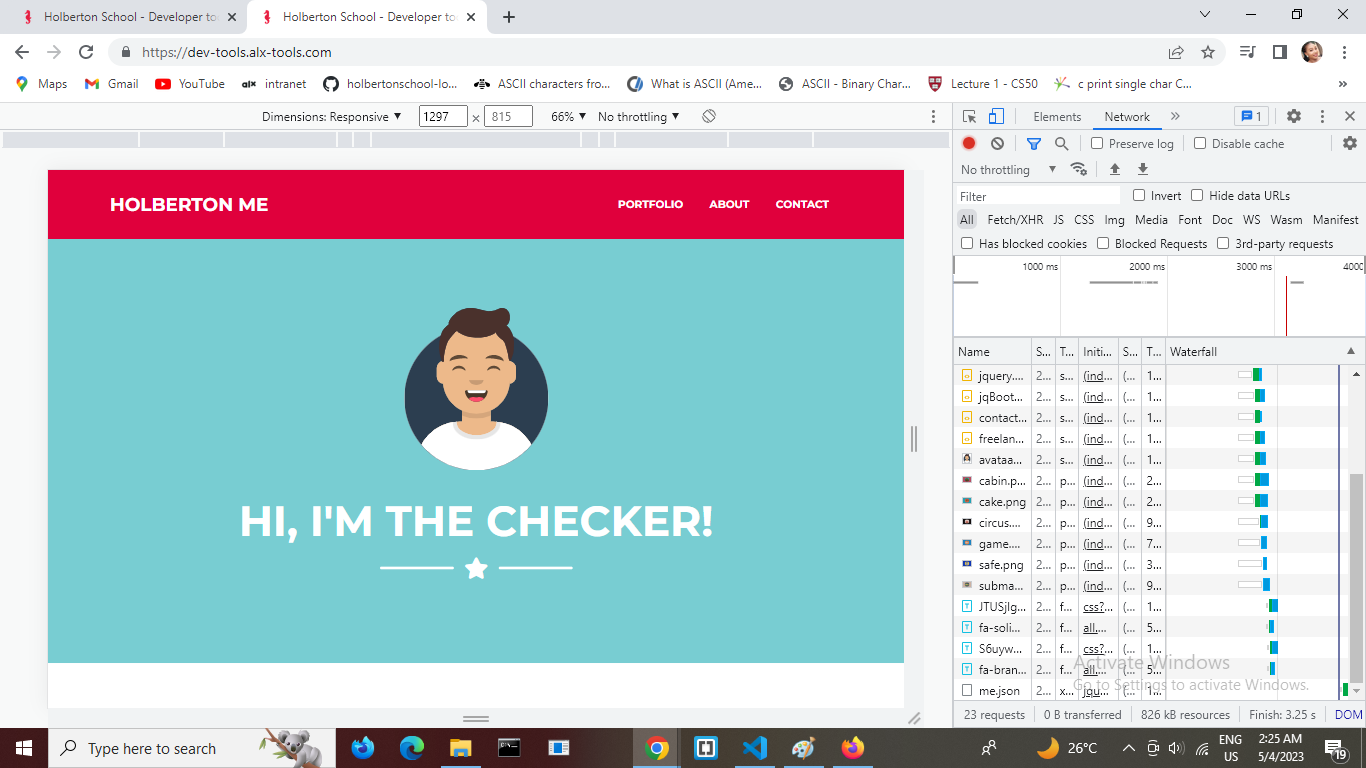 Holberton School - Developer to
Holberton School - Developer to
https://dev-tools.alx-tools.com
Maps
Gmail
YouTube
alx intranet
holbertonschool-lo...
ASCII characters fro...
What is ASCII (Ame...
ASCII - Binary Char...
Lecture 1 - CS50
c print single char C...
»
Dimensions: Responsive ▼ 1297 × 815 66% ▼ No throttling ▼
Elements Network » 1
Preserve log Disable cache
No throttling ▼
Filter Invert Hide data URLs
All Fetch/XHR JS CSS Img Media Font Doc WS Wasm Manifest
Has blocked cookies Blocked Requests 3rd-party requests
1000 ms 2000 ms 3000 ms 4000
HOLBERTON ME
PORTFOLIO ABOUT CONTACT
HI, I'M THE CHECKER!
Name S... T... Initi... S... T... Waterfall ▲
jquery.... 2... s... (ind... (... 1...
jqBoot... 2... s... (ind... (... 1...
contact... 2... s... (ind... (... 1...
freelan... 2... s... (ind... (... 1...
avataa... 2... s... (ind... (... 1...
cabin.p... 2... p... (ind... (... 2...
cake.png 2... p... (ind... (... 2...
circus.... 2... p... (ind... (... 9...
game.... 2... p... (ind... (... 7...
safe.png 2... p... (ind... (... 3...
subma... 2... p... (ind... (... 9...
JTUSjIg... 2... f... css?... (... 1...
fa-soli... 2... f... all.... (... 5...
S6uyw... 2... f... css?... (... 1...
fa-bran... 2... f... all.... (... 5...
me.json 2... x... jqu... (... 1...
Activate Windows
Go to Settings to activate Windows.
23 requests 0 B transferred 826 kB resources Finish: 3.25 s DOM
Type here to search
26°C
ENG
US
2:25 AM
5/4/2023
19